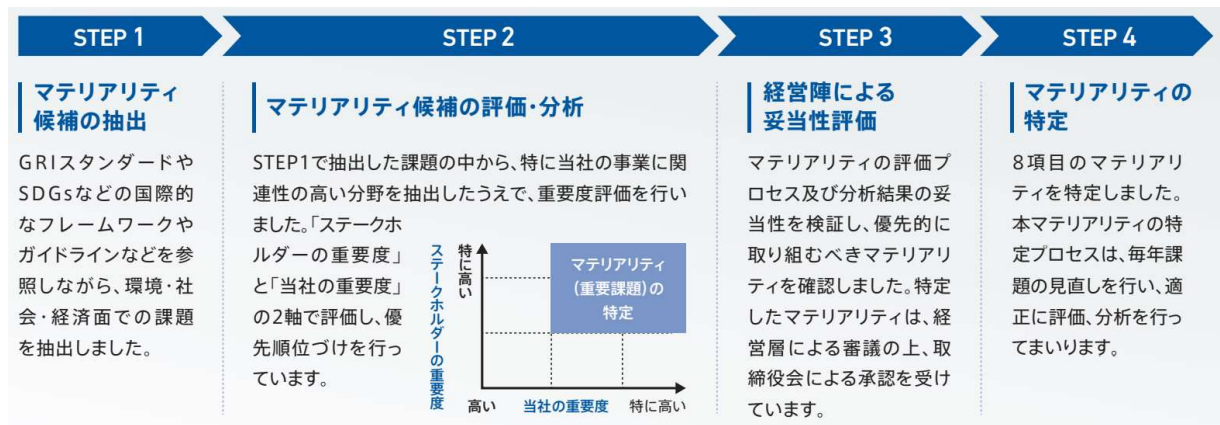 STEP 1
マテリアリティ
候補の抽出
GRIスタンダードや
SDGsなどの国際的
なフレームワークや
ガイドラインなどを参
照しながら、環境・社
会・経済面での課題
を抽出しました。
STEP 2
マテリアリティ候補の評価・分析
STEP1で抽出した課題の中から、特に当社の事業に関
連性の高い分野を抽出したうえで、重要度評価を行い
ました。「ステークホ
ルダーの重要度」
と「当社の重要度」
の2軸で評価し、優
先順位づけを行っ
ています。
ステークホルダーの重要度
特に高い
マテリアリティ
(重要課題)の
特定
高い 当社の重要度 特に高い
STEP 3
経営陣による
妥当性評価
マテリアリティの評価プ
ロセス及び分析結果の妥
当性を検証し、優先的に
取り組むべきマテリアリ
ティを確認しました。特定
したマテリアリティは、経
営層による審議の上、取
締役会による承認を受け
ています。
STEP 4
マテリアリティの
特定
8項目のマテリアリ
ティを特定しました。
本マテリアリティの特
定プロセスは、毎年課
題の見直しを行い、適
正に評価、分析を行っ
てまいります。